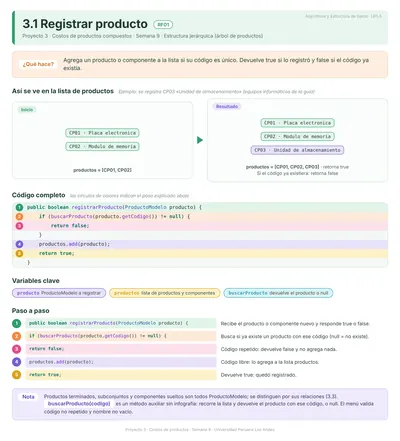 Algoritmos y Estructura de Datos · UPLA
3.1 Registrar producto RF01
Proyecto 3 · Costos de productos compuestos · Semana 9 · Estructura jerárquica (árbol de productos)
¿Qué hace? Agrega un producto o componente a la lista si su código es único. Devuelve true si lo registró y false si el código ya existía.
Así se ve en la lista de productos Ejemplo: se registra CP03 «Unidad de almacenamiento» (equipos informáticos de la guía)
Inicio
CP01 · Placa electronica
CP02 · Modulo de memoria
productos = [CP01, CP02]
Resultado
CP01 · Placa electronica
CP02 · Modulo de memoria
CP03 · Unidad de almacenamiento
productos = [CP01, CP02, CP03] · retorna true
Si el código ya existiera: retorna false
Código completo los círculos de colores indican el paso explicado abajo
1 public boolean registrarProducto(ProductoModelo producto) {
2 if (buscarProducto(producto.getCodigo()) != null) {
3 return false;
}
4 productos.add(producto);
5 return true;
}
Variables clave
producto ProductoModelo a registrar
productos lista de productos y componentes
buscarProducto devuelve el producto o null
Paso a paso
1 public boolean registrarProducto(ProductoModelo producto) { Recibe el producto o componente nuevo y responde true o false.
2 if (buscarProducto(producto.getCodigo()) != null) { Busca si ya existe un producto con ese código (null = no existe).
3 return false; Código repetido: devuelve false y no agrega nada.
4 productos.add(producto); Código libre: lo agrega a la lista productos.
5 return true; Devuelve true: quedó registrado.
Nota Productos terminados, subconjuntos y componentes sueltos son todos ProductoModelo; se distinguen por sus relaciones (3.3).
buscarProducto(codigo) es un método auxiliar sin infografía: recorre la lista y devuelve el producto con ese código, o null. El menú valida
código no repetido y nombre no vacío.
Proyecto 3 · Costos de productos · Semana 9 · Universidad Peruana Los Andes